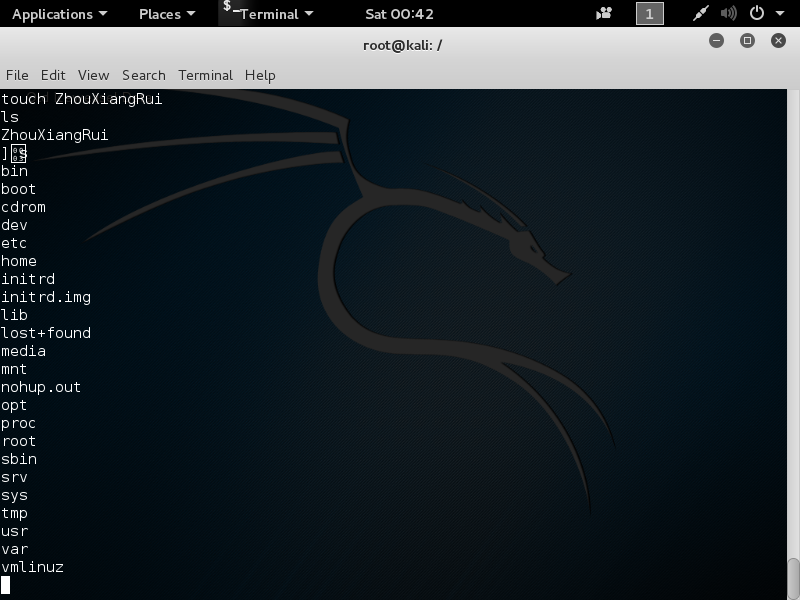 Applications Places $_Terminal Sat 00:42 1
root@kali: /
File Edit View Search Terminal Help
touch ZhouXiangRui
ls
ZhouXiangRui
]s
bin
boot
cdrom
dev
etc
home
initrd
initrd.img
lib
lost+found
media
mnt
nohup.out
opt
proc
root
sbin
srv
sys
tmp
usr
var
vmlinuz